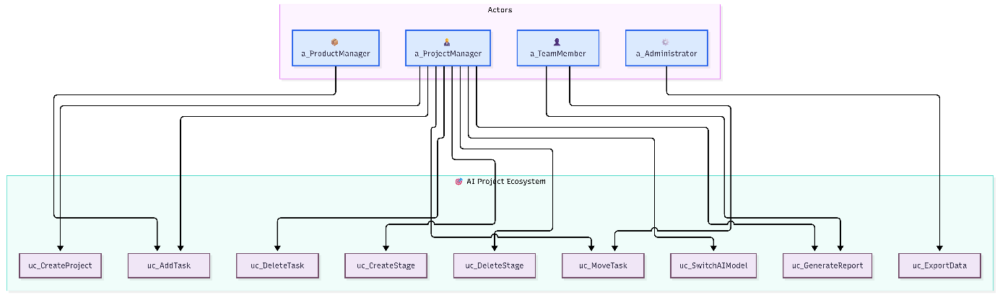 Actors
a_ProductManager
a_ProjectManager
a_TeamMember
a_Administrator
AI Project Ecosystem
uc_CreateProject
uc_AddTask
uc_DeleteTask
uc_CreateStage
uc_DeleteStage
uc_MoveTask
uc_SwitchAIModel
uc_GenerateReport
uc_ExportData